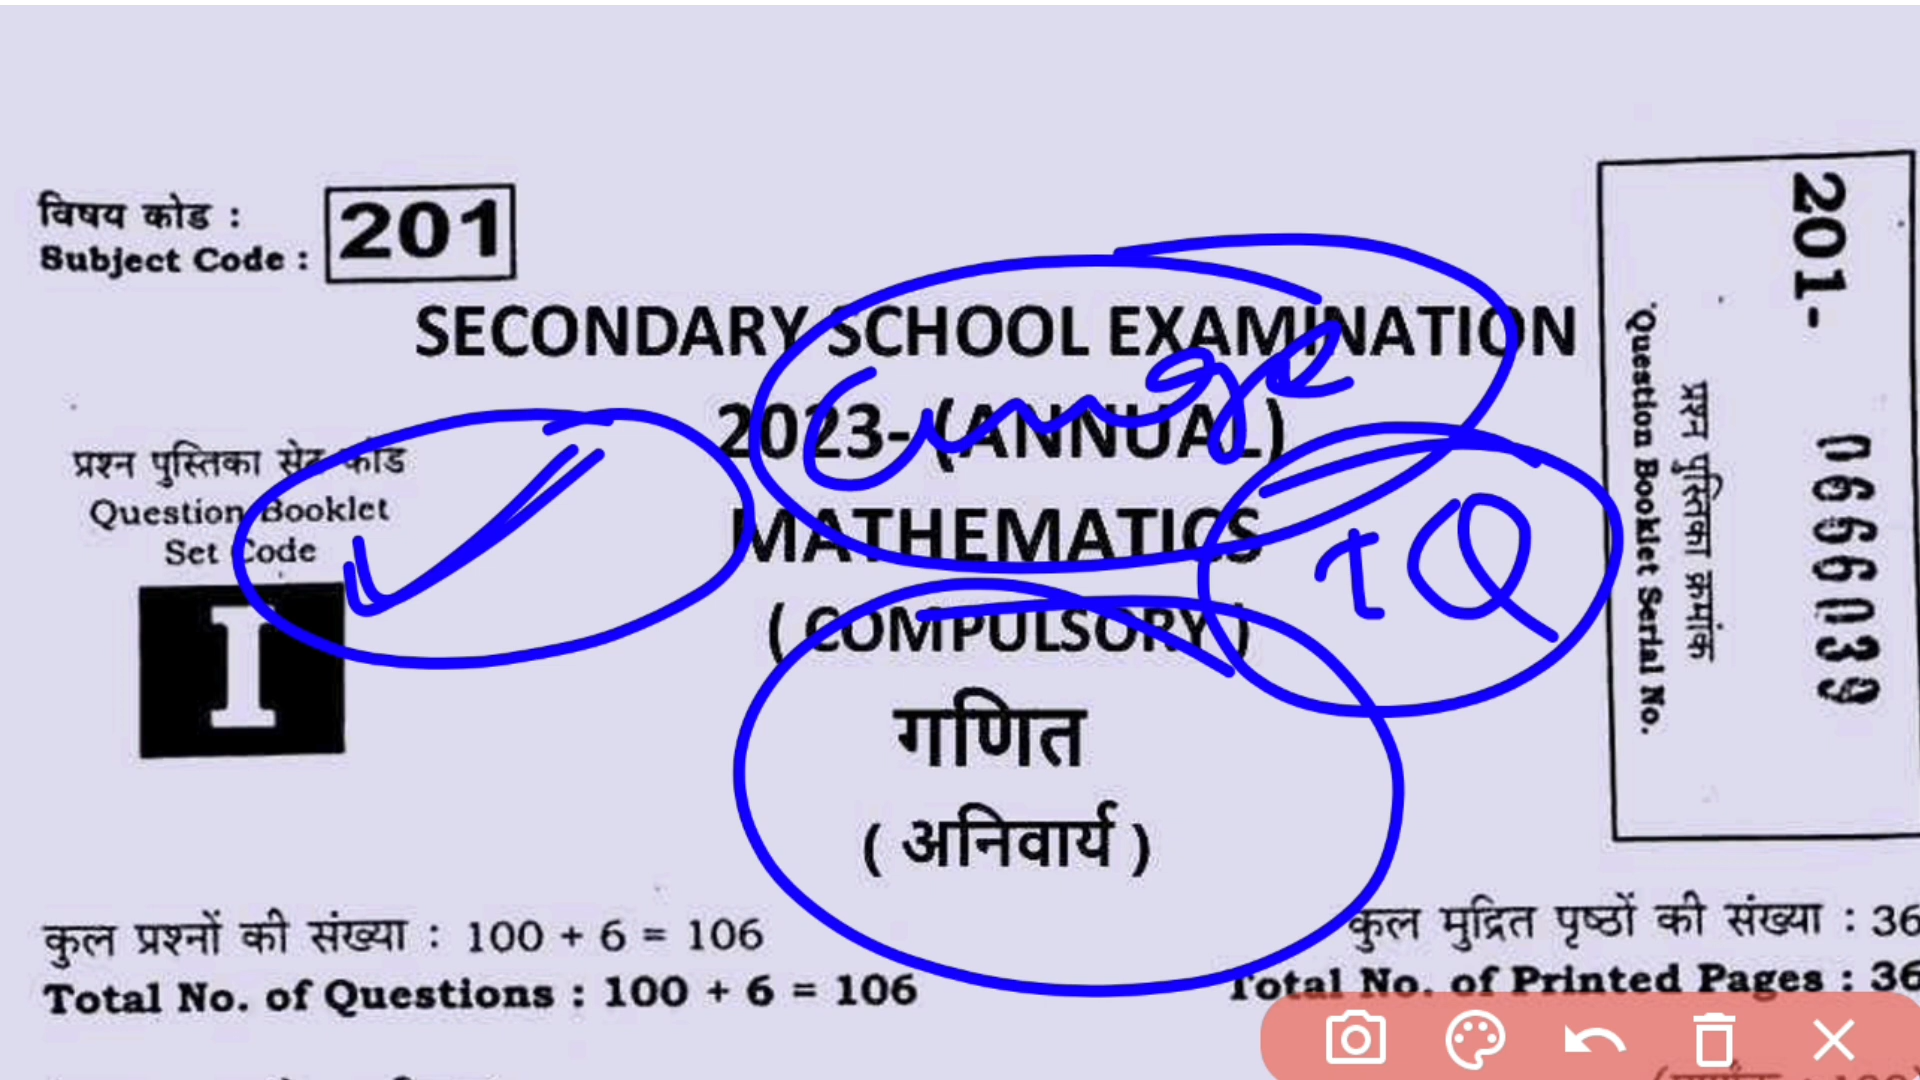 विषय कोड :
Subject Code :
201
SECONDARY SCHOOL EXAMINATION
2023-(ANNUAL)
MATHEMATICS
( COMPULSORY )
गणित
( अनिवार्य )
प्रश्न पुस्तिका सेट कोड
Question Booklet
Set Code
I
IQ
201-
0666039
प्रश्न पुस्तिका क्रमांक
Question Booklet Serial No.
कुल प्रश्नों की संख्या : 100 + 6 = 106
Total No. of Questions : 100 + 6 = 106
कुल मुद्रित पृष्ठों की संख्या : 36
Total No. of Printed Pages : 36